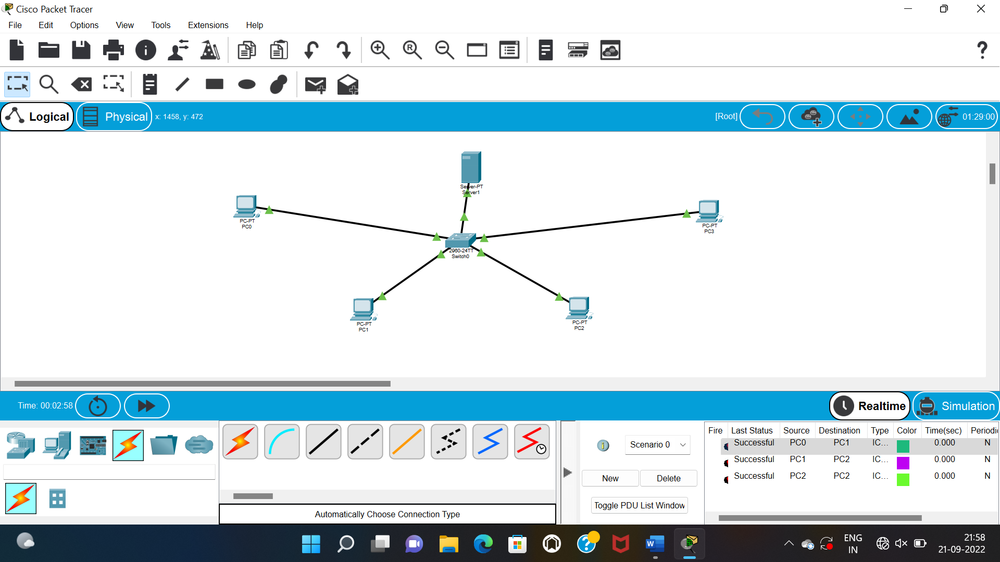 Cisco Packet Tracer
File Edit Options View Tools Extensions Help
Logical Physical x: 1458, y: 472 [Root] 01:29:00
Server-PT
Server1
PC-PT
PC0
PC-PT
PC3
2960-24TT
Switch0
PC-PT
PC1
PC-PT
PC2
Time: 00:02:58 Realtime Simulation
Fire Last Status Source Destination Type Color Time(sec) Periodic
Successful PC0 PC1 IC... 0.000 N
Successful PC1 PC2 IC... 0.000 N
Successful PC2 PC2 IC... 0.000 N
Scenario 0
New Delete
Toggle PDU List Window
Automatically Choose Connection Type
ENG
IN
21:58
21-09-2022